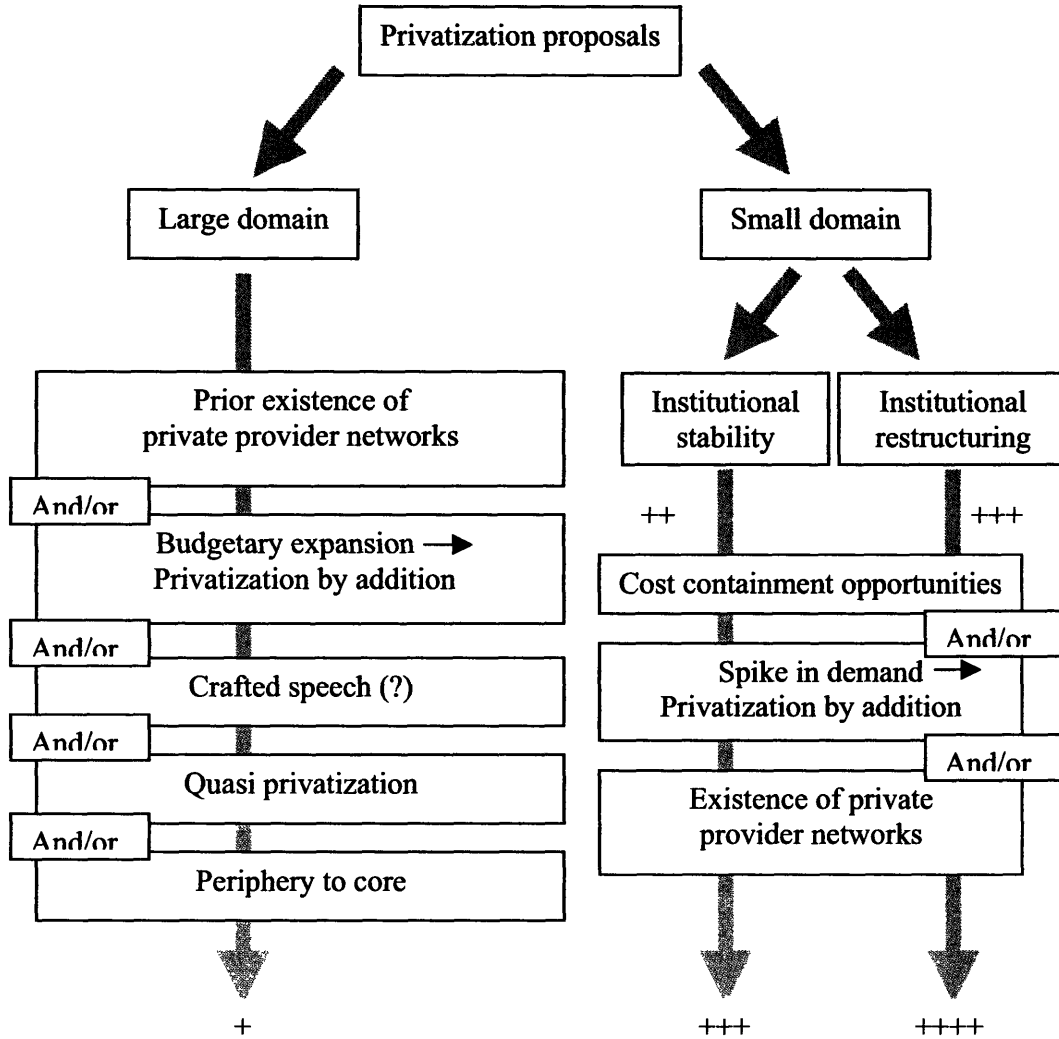 Privatization proposals
Large domain
Small domain
Prior existence of
private provider networks
And/or
Budgetary expansion →
Privatization by addition
And/or
Crafted speech (?)
And/or
Quasi privatization
And/or
Periphery to core
+
Institutional
stability
Institutional
restructuring
++
+++
Cost containment opportunities
And/or
Spike in demand →
Privatization by addition
And/or
Existence of private
provider networks
+++
++++